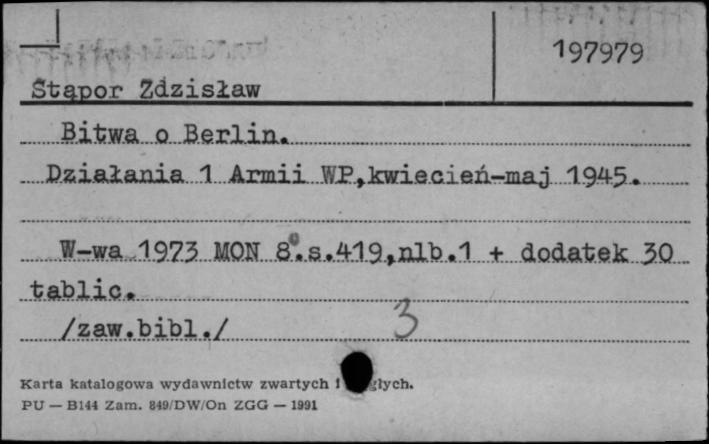 197979
Stąpor Zdzisław
Bitwa o Berlin.
Działania 1 Armii WP,kwiecień-maj 1945.
W-wa 1973 MON 8°.s.419,nlb.1 + dodatek 30
tablic.
/zaw.bibl./ 3
Karta katalogowa wydawnictw zwartych
PU — B144 Zam. 849/DW/On ZGG — 1991